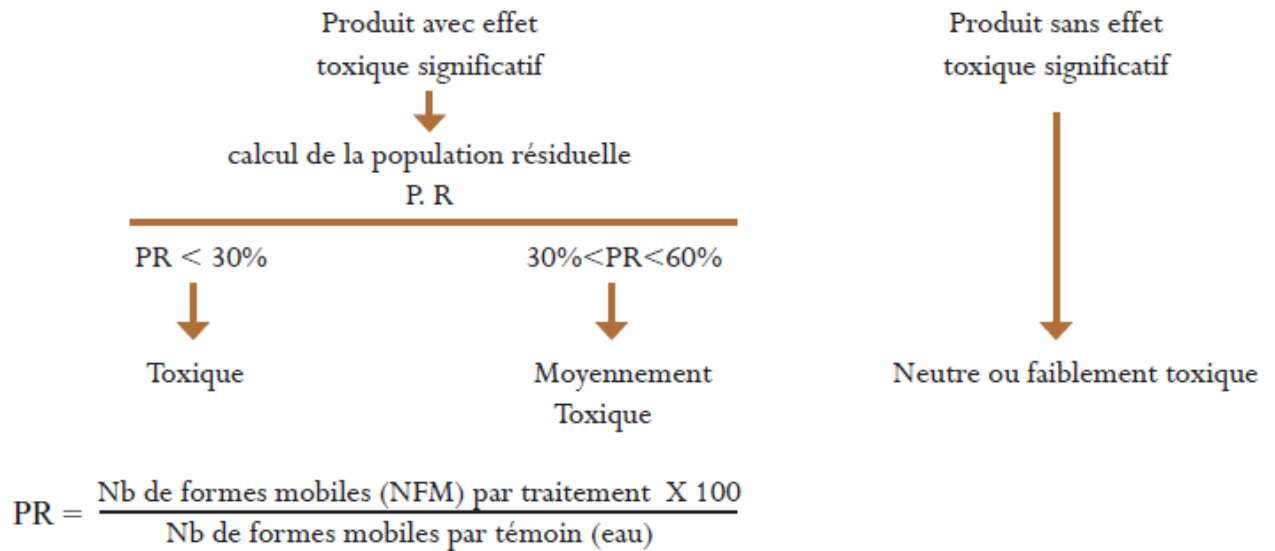 Produit avec effet
toxique significatif
Produit sans effet
toxique significatif
calcul de la population résiduelle
P. R
PR < 30%
30%<PR<60%
Toxique
Moyennement
Toxique
Neutre ou faiblement toxique
PR = Nb de formes mobiles (NFM) par traitement X 100
Nb de formes mobiles par témoin (eau)